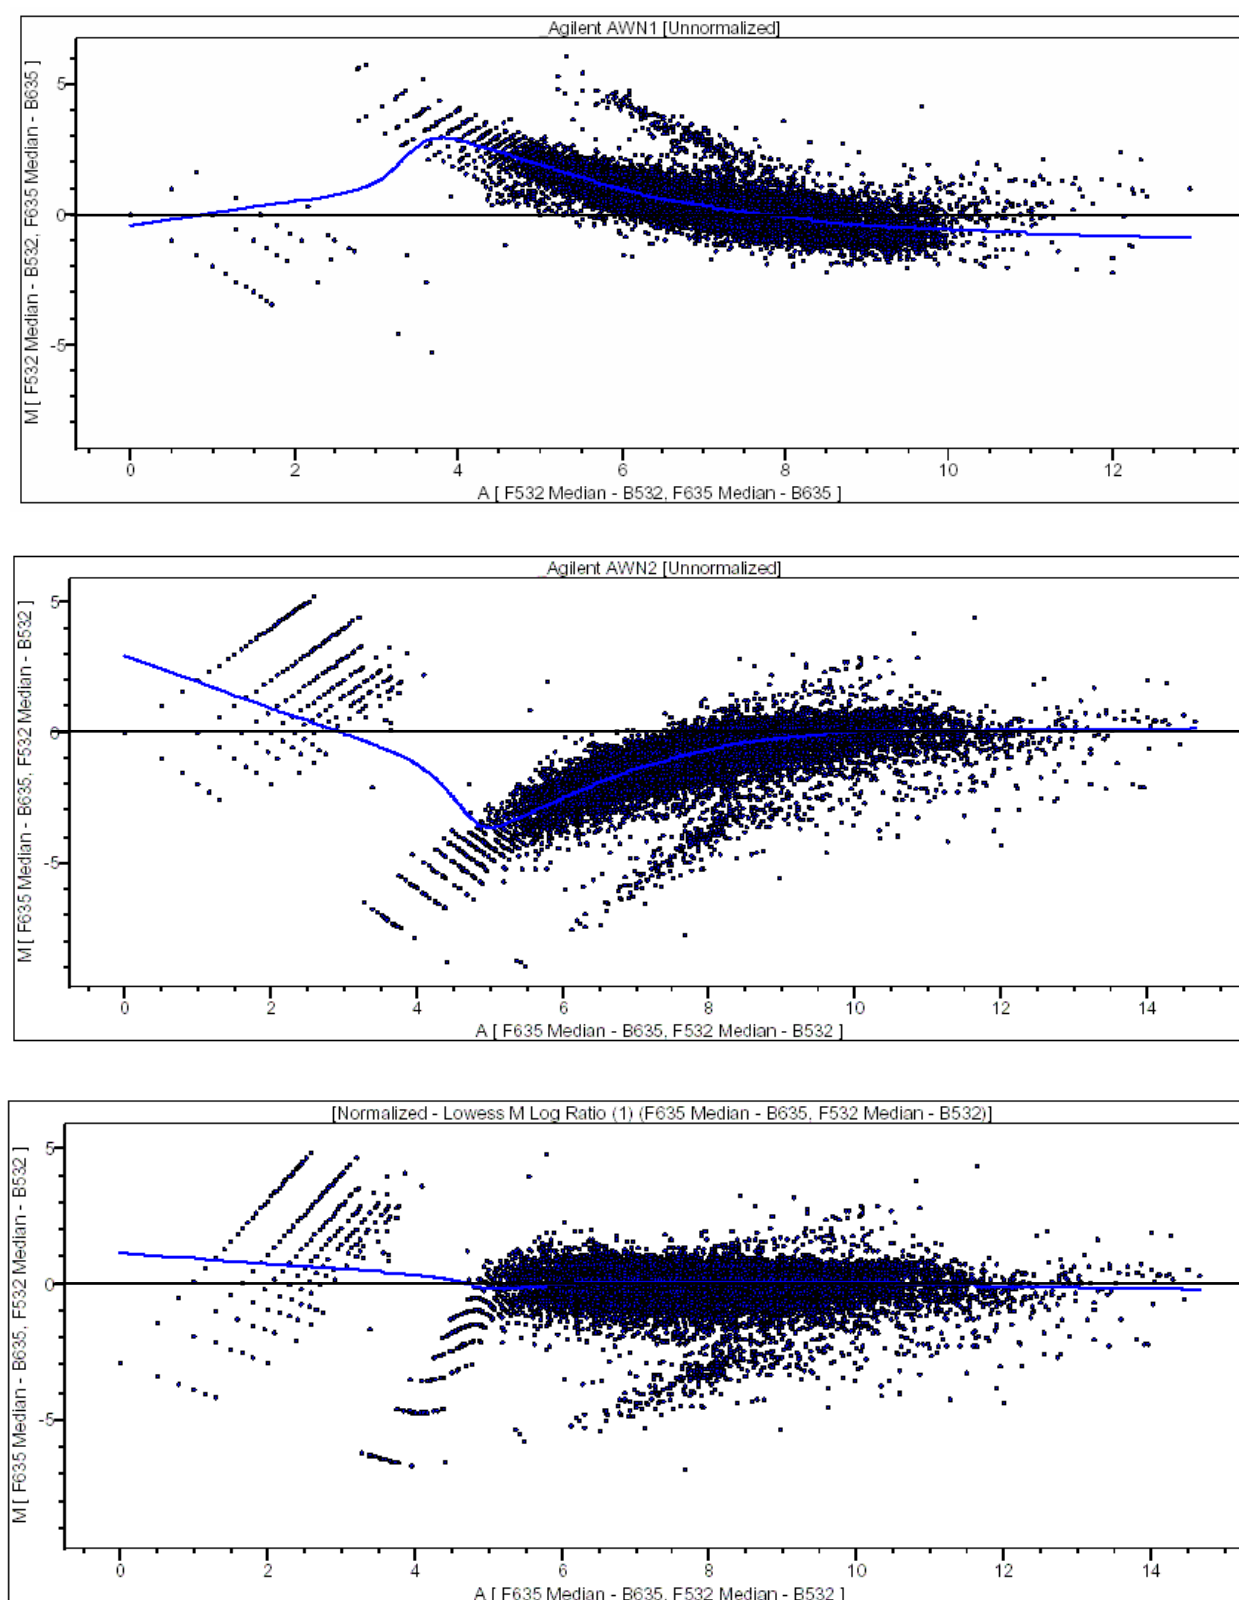 _Agilent AWN1 [Unnormalized]
M [ F532 Median - B532, F635 Median - B635 ]
5
0
-5
0 2 4 6 8 10 12
A [ F532 Median - B532, F635 Median - B635 ]
_Agilent AWN2 [Unnormalized]
M [ F635 Median - B635, F532 Median - B532 ]
5
0
-5
0 2 4 6 8 10 12 14
A [ F635 Median - B635, F532 Median - B532 ]
[Normalized - Lowess M Log Ratio (1) (F635 Median - B635, F532 Median - B532)]
M [ F635 Median - B635, F532 Median - B532 ]
5
0
-5
0 2 4 6 8 10 12 14
A [ F635 Median - B635, F532 Median - B532 ]